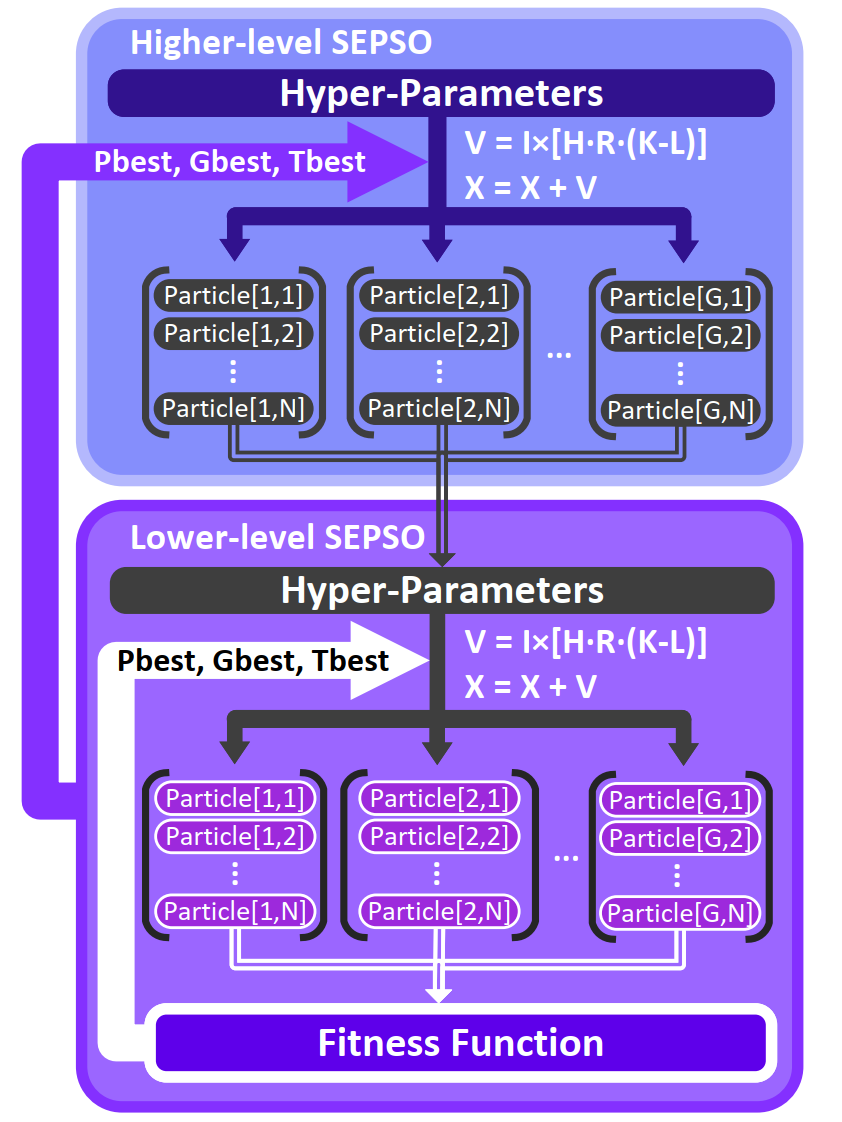 Higher-level SEPSO
Hyper-Parameters
Pbest, Gbest, Tbest
V = I×[H·R·(K-L)]
X = X + V
Particle[1,1] Particle[2,1] Particle[G,1]
Particle[1,2] Particle[2,2] ... Particle[G,2]
⋮ ⋮ ⋮
Particle[1,N] Particle[2,N] Particle[G,N]
Lower-level SEPSO
Hyper-Parameters
Pbest, Gbest, Tbest
V = I×[H·R·(K-L)]
X = X + V
Particle[1,1] Particle[2,1] Particle[G,1]
Particle[1,2] Particle[2,2] ... Particle[G,2]
⋮ ⋮ ⋮
Particle[1,N] Particle[2,N] Particle[G,N]
Fitness Function